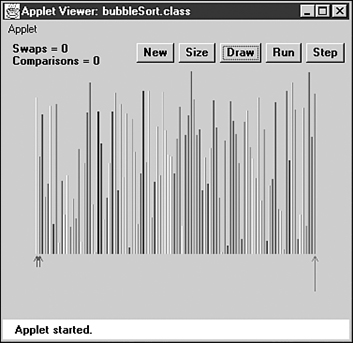 Applet Viewer: bubbleSort.class
Applet
Swaps = 0
Comparisons = 0
New Size Draw Run Step
Applet started.